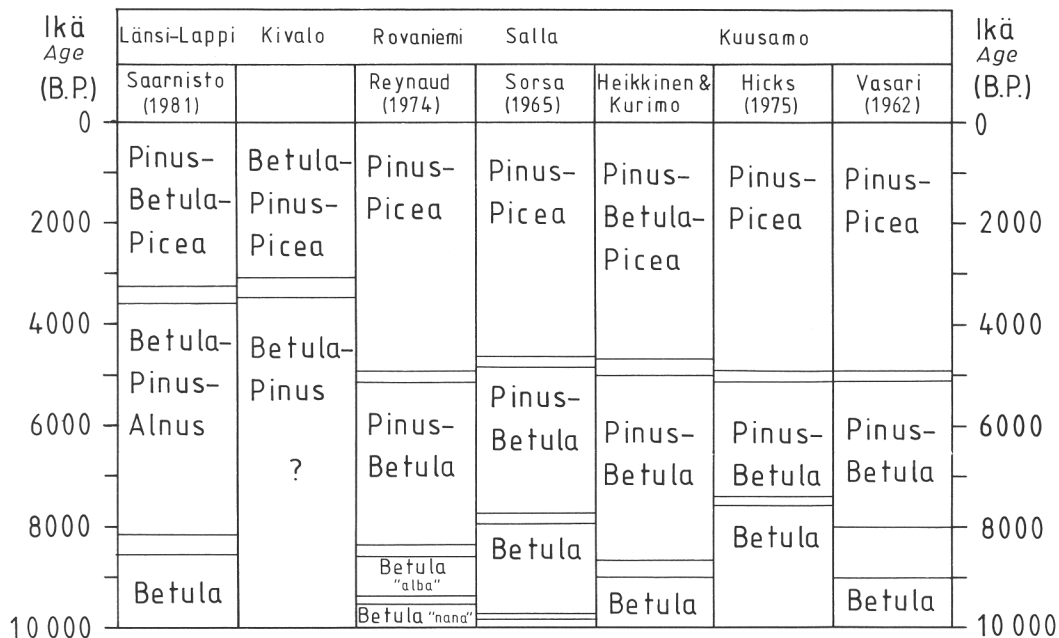 Ikä
Age
(B.P.)
Länsi-Lappi Kivalo Rovaniemi Salla Kuusamo
Ikä
Age
(B.P.)
Saarnisto
(1981)
Reynaud
(1974)
Sorsa
(1965)
Heikkinen &
Kurimo
Hicks
(1975)
Vasari
(1962)
0
2000
4000
6000
8000
10 000
Pinus-
Betula-
Picea
Betula-
Pinus-
Alnus
Betula
Betula-
Pinus-
Picea
Betula-
Pinus
?
Pinus-
Picea
Pinus-
Betula
Betula
"alba"
Betula "nana"
Pinus-
Picea
Pinus-
Betula
Betula
Pinus-
Betula-
Picea
Pinus-
Betula
Betula
Pinus-
Picea
Pinus-
Betula
Betula
Pinus-
Picea
Pinus-
Betula
Betula
0
2000
4000
6000
8000
10 000